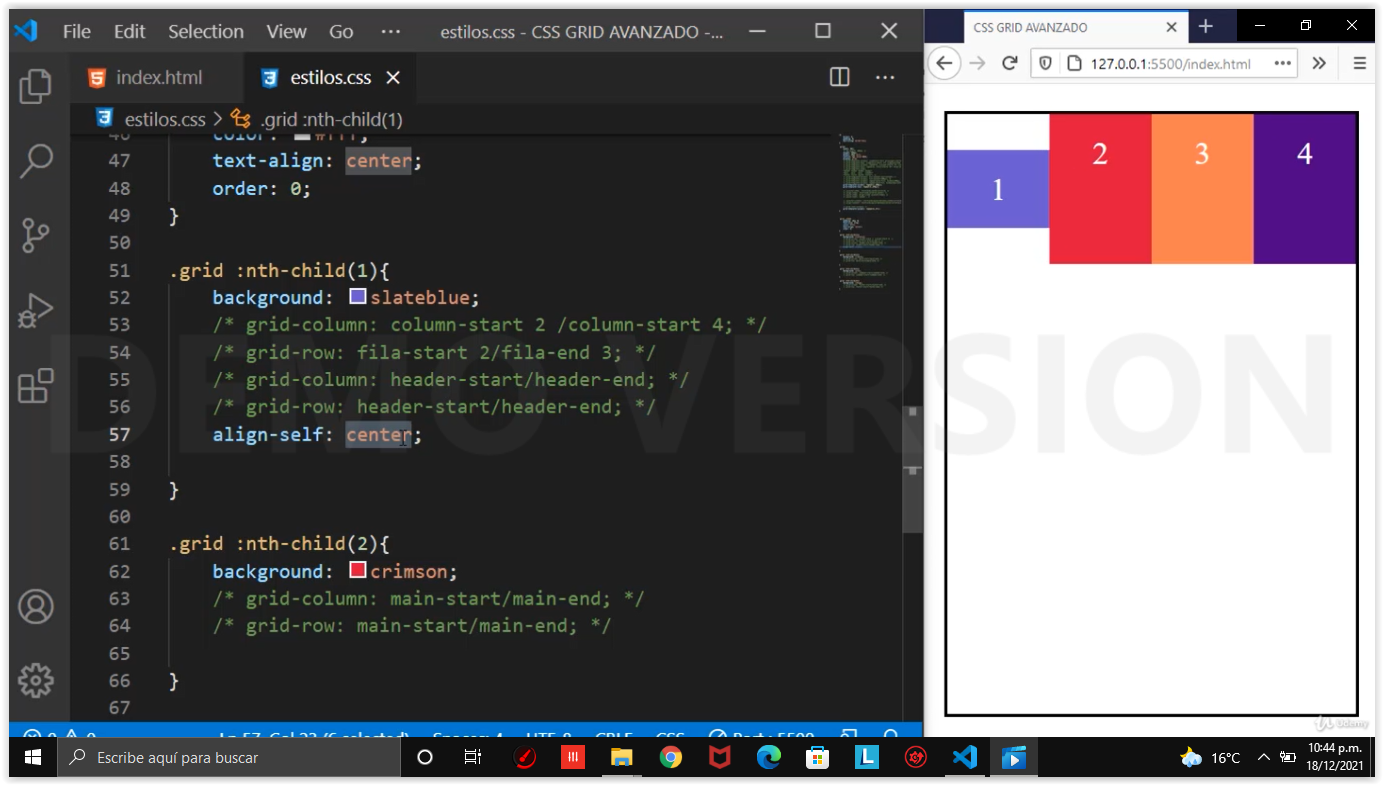 File Edit Selection View Go ··· estilos.css - CSS GRID AVANZADO -...
index.html estilos.css
estilos.css > .grid :nth-child(1)
46 color: #fff;
47 text-align: center;
48 order: 0;
49 }
50
51 .grid :nth-child(1){
52 background: slateblue;
53 /* grid-column: column-start 2 /column-start 4; */
54 /* grid-row: fila-start 2/fila-end 3; */
55 /* grid-column: header-start/header-end; */
56 /* grid-row: header-start/header-end; */
57 align-self: center;
58
59 }
60
61 .grid :nth-child(2){
62 background: crimson;
63 /* grid-column: main-start/main-end; */
64 /* grid-row: main-start/main-end; */
65
66 }
67
0 0 Ln 57, Col 23 (6 selected) Spaces: 4 UTF-8 CRLF CSS Port : 5500
CSS GRID AVANZADO
127.0.0.1:5500/index.html
1 2 3 4
DEMO VERSION
Udemy
Escribe aquí para buscar
16°C
10:44 p.m.
18/12/2021